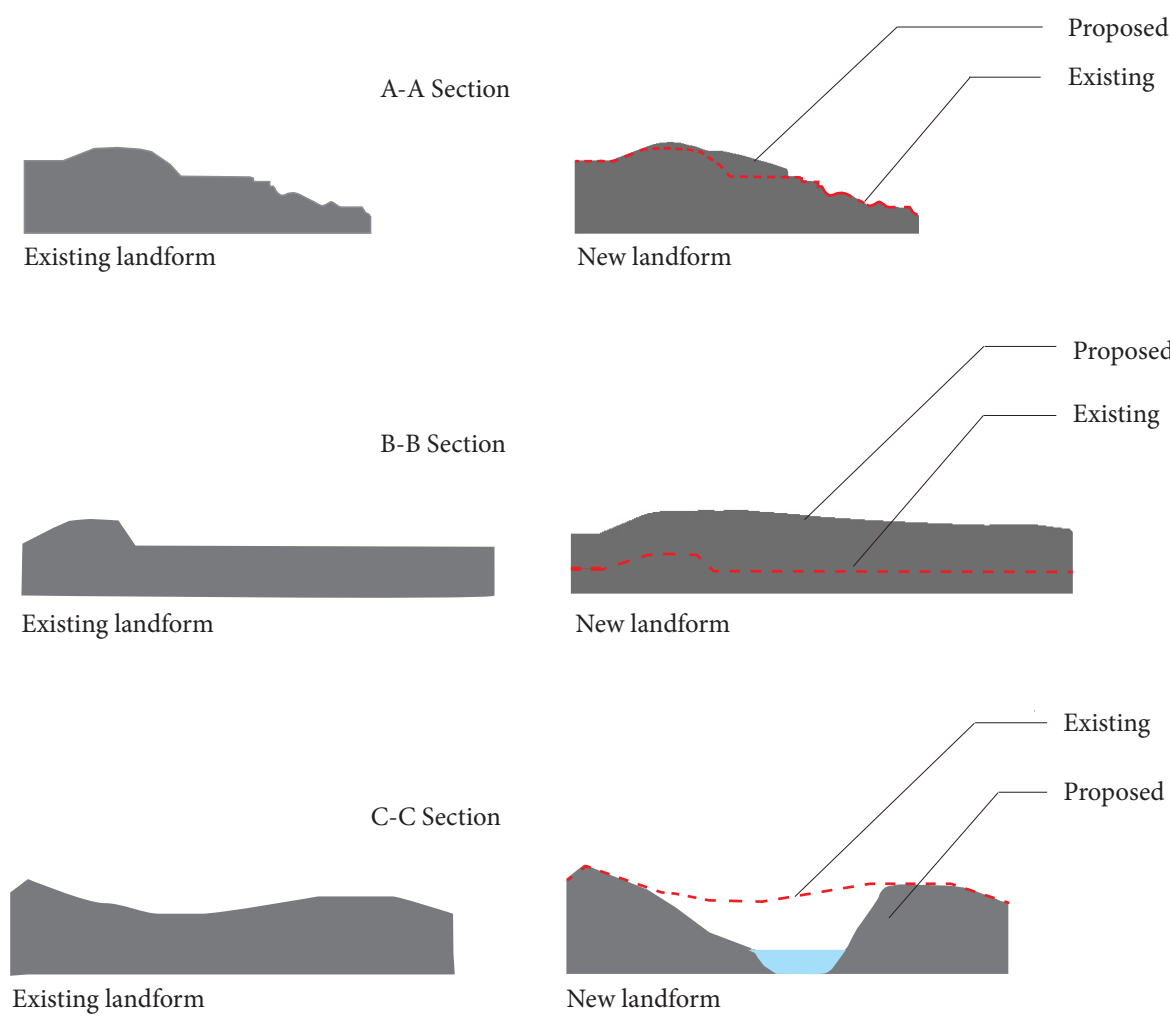 Proposed
A-A Section
Existing
Existing landform
New landform
Proposed
Existing
B-B Section
Existing landform
New landform
Existing
Proposed
C-C Section
Existing landform
New landform